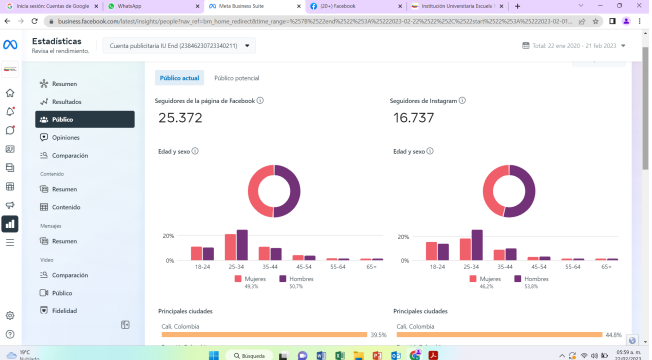 Inicia sesión: Cuentas de Google
WhatsApp
Meta Business Suite
(20+) Facebook
Institución Universitaria Escuela
business.facebook.com/latest/insights/people?nav_ref=bm_home_redirect&time_range=%257B%2522end%2522%253A%25222023-02-22%2522%252C%2522start%2522%253A%25222023-02-01...
Estadísticas
Revisa el rendimiento.
Cuenta publicitaria IU End (23846230723340211)
Total: 22 ene 2020 - 21 feb 2023
Resumen
Resultados
Público
Opiniones
Comparación
Contenido
Resumen
Contenido
Mensajes
Resumen
Video
Comparación
Público
Fidelidad
Público actual
Público potencial
Seguidores de la página de Facebook
25.372
Edad y sexo
20%
0%
18-24 25-34 35-44 45-54 55-64 65+
Mujeres Hombres
49,3% 50,7%
Principales ciudades
Cali, Colombia
39.5%
Seguidores de Instagram
16.737
Edad y sexo
20%
0%
18-24 25-34 35-44 45-54 55-64 65+
Mujeres Hombres
46,2% 53,8%
Principales ciudades
Cali, Colombia
44.8%
19°C
Nublado
Búsqueda
05:59 a. m.
22/02/2023